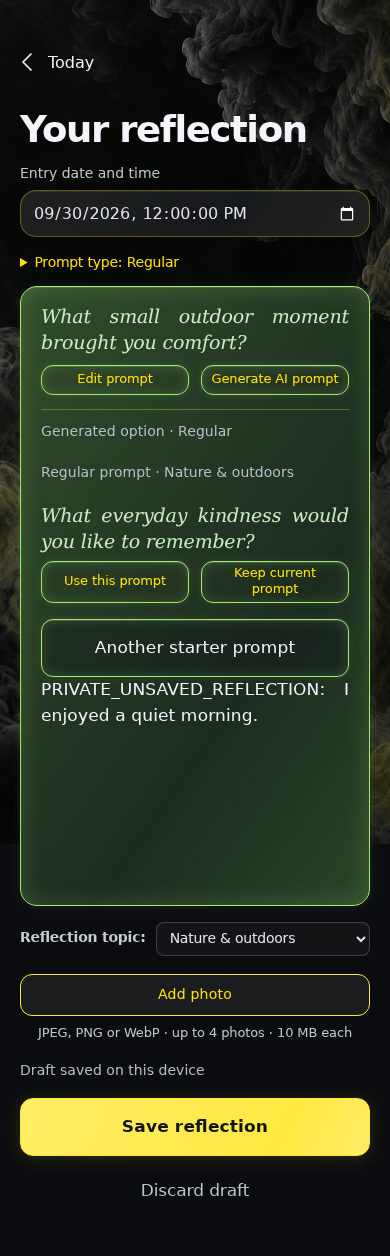 Today
Your reflection
Entry date and time
09/30/2026, 12:00:00 PM
Prompt type: Regular
What small outdoor moment
brought you comfort?
Edit prompt
Generate AI prompt
Generated option · Regular
Regular prompt · Nature & outdoors
What everyday kindness would
you like to remember?
Use this prompt
Keep current
prompt
Another starter prompt
PRIVATE_UNSAVED_REFLECTION: I
enjoyed a quiet morning.
Reflection topic:
Nature & outdoors
Add photo
JPEG, PNG or WebP · up to 4 photos · 10 MB each
Draft saved on this device
Save reflection
Discard draft